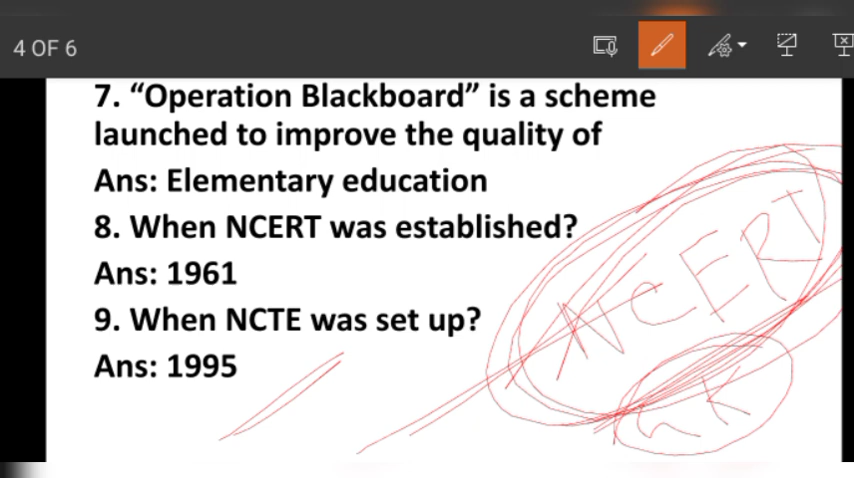 4 OF 6
7. “Operation Blackboard” is a scheme
launched to improve the quality of
Ans: Elementary education
8. When NCERT was established?
Ans: 1961
9. When NCTE was set up?
Ans: 1995
NCERT